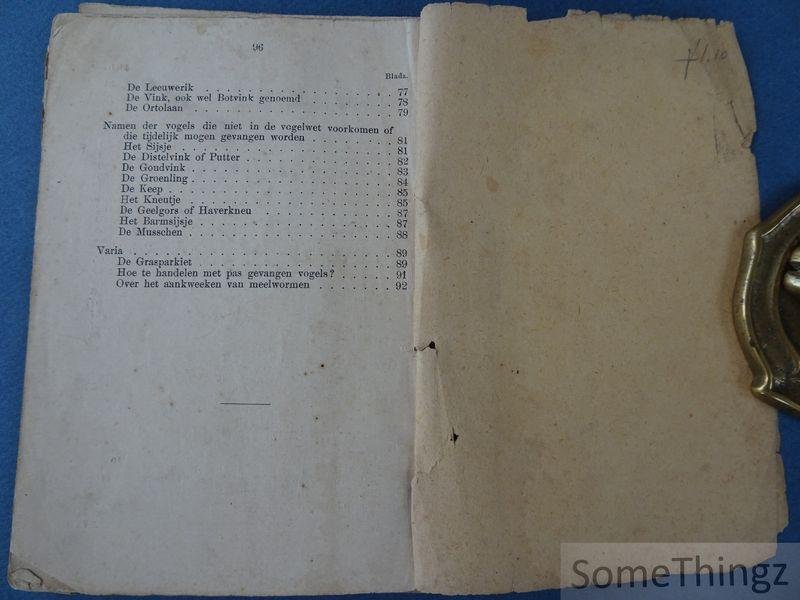 96
Bladz.
De Leeuwerik . . . . . . . . . . . . . . . . 77
De Vink, ook wel Botvink genoemd . . . . . . . 78
De Ortolaan . . . . . . . . . . . . . . . . 79
Namen der vogels die niet in de vogelwet voorkomen of
die tijdelijk mogen gevangen worden . . . . . . 81
Het Sijsje . . . . . . . . . . . . . . . . . 81
De Distelvink of Putter . . . . . . . . . . . . 82
De Goudvink . . . . . . . . . . . . . . . . 83
De Groenling . . . . . . . . . . . . . . . . 84
De Keep . . . . . . . . . . . . . . . . . . 85
Het Kneutje . . . . . . . . . . . . . . . . 85
De Geelgors of Haverkneu . . . . . . . . . . . 87
Het Barmsijsje . . . . . . . . . . . . . . . 87
De Musschen . . . . . . . . . . . . . . . . 88
Varia . . . . . . . . . . . . . . . . . . . 89
De Grasparkiet . . . . . . . . . . . . . . . 89
Hoe te handelen met pas gevangen vogels? . . . . . 91
Over het aankweeken van meelwormen . . . . . . . 92
SomeThingz